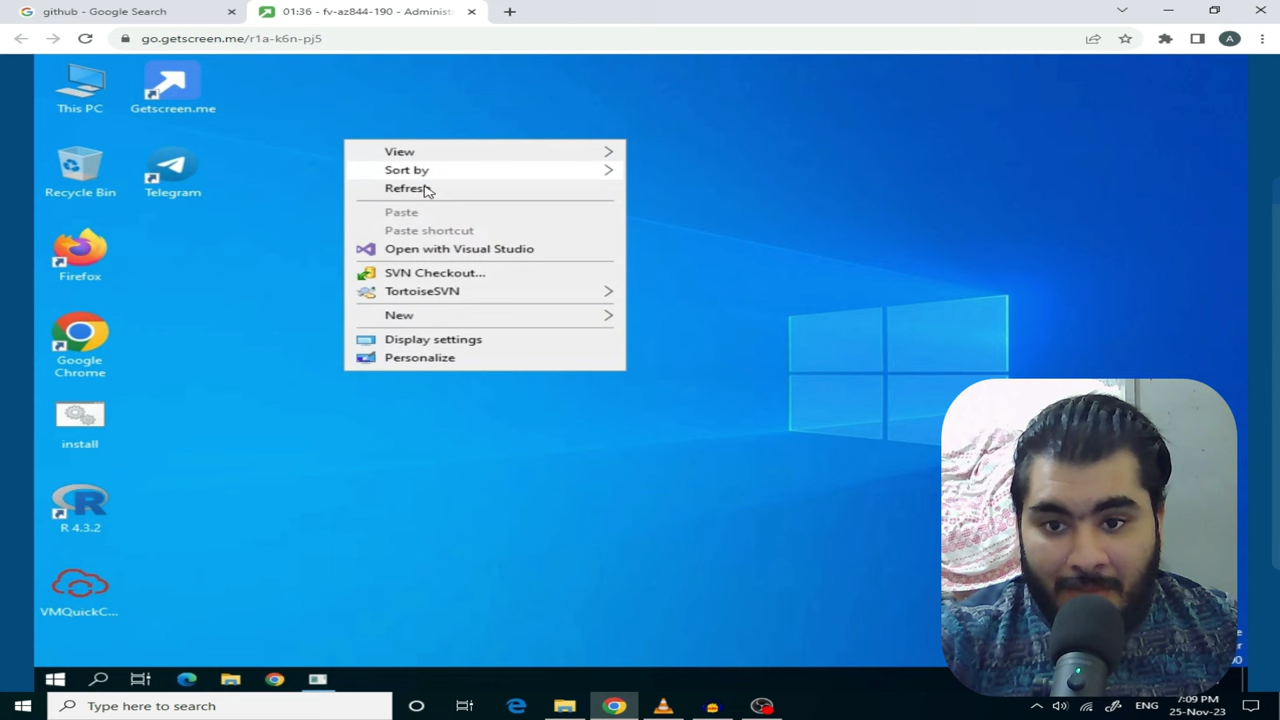 github - Google Search
01:36 - fv-az844-190 - Administ
go.getscreen.me/r1a-k6n-pj5
A
This PC
Getscreen.me
Recycle Bin
Telegram
Firefox
Google
Chrome
install
R 4.3.2
VMQuickC...
View
Sort by
Refresh
Paste
Paste shortcut
Open with Visual Studio
SVN Checkout...
TortoiseSVN
New
Display settings
Personalize
Type here to search
ENG
7:09 PM
25-Nov-23